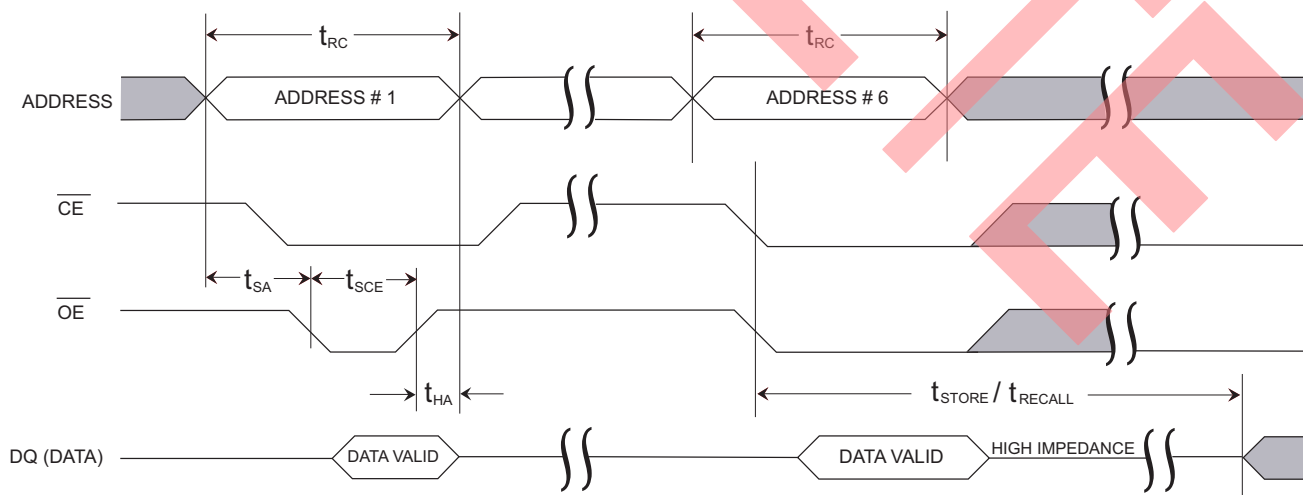 tRC tRC
ADDRESS ADDRESS # 1 ADDRESS # 6
CE
tSA tSCE
OE
tHA tSTORE / tRECALL
DQ (DATA) DATA VALID DATA VALID HIGH IMPEDANCE